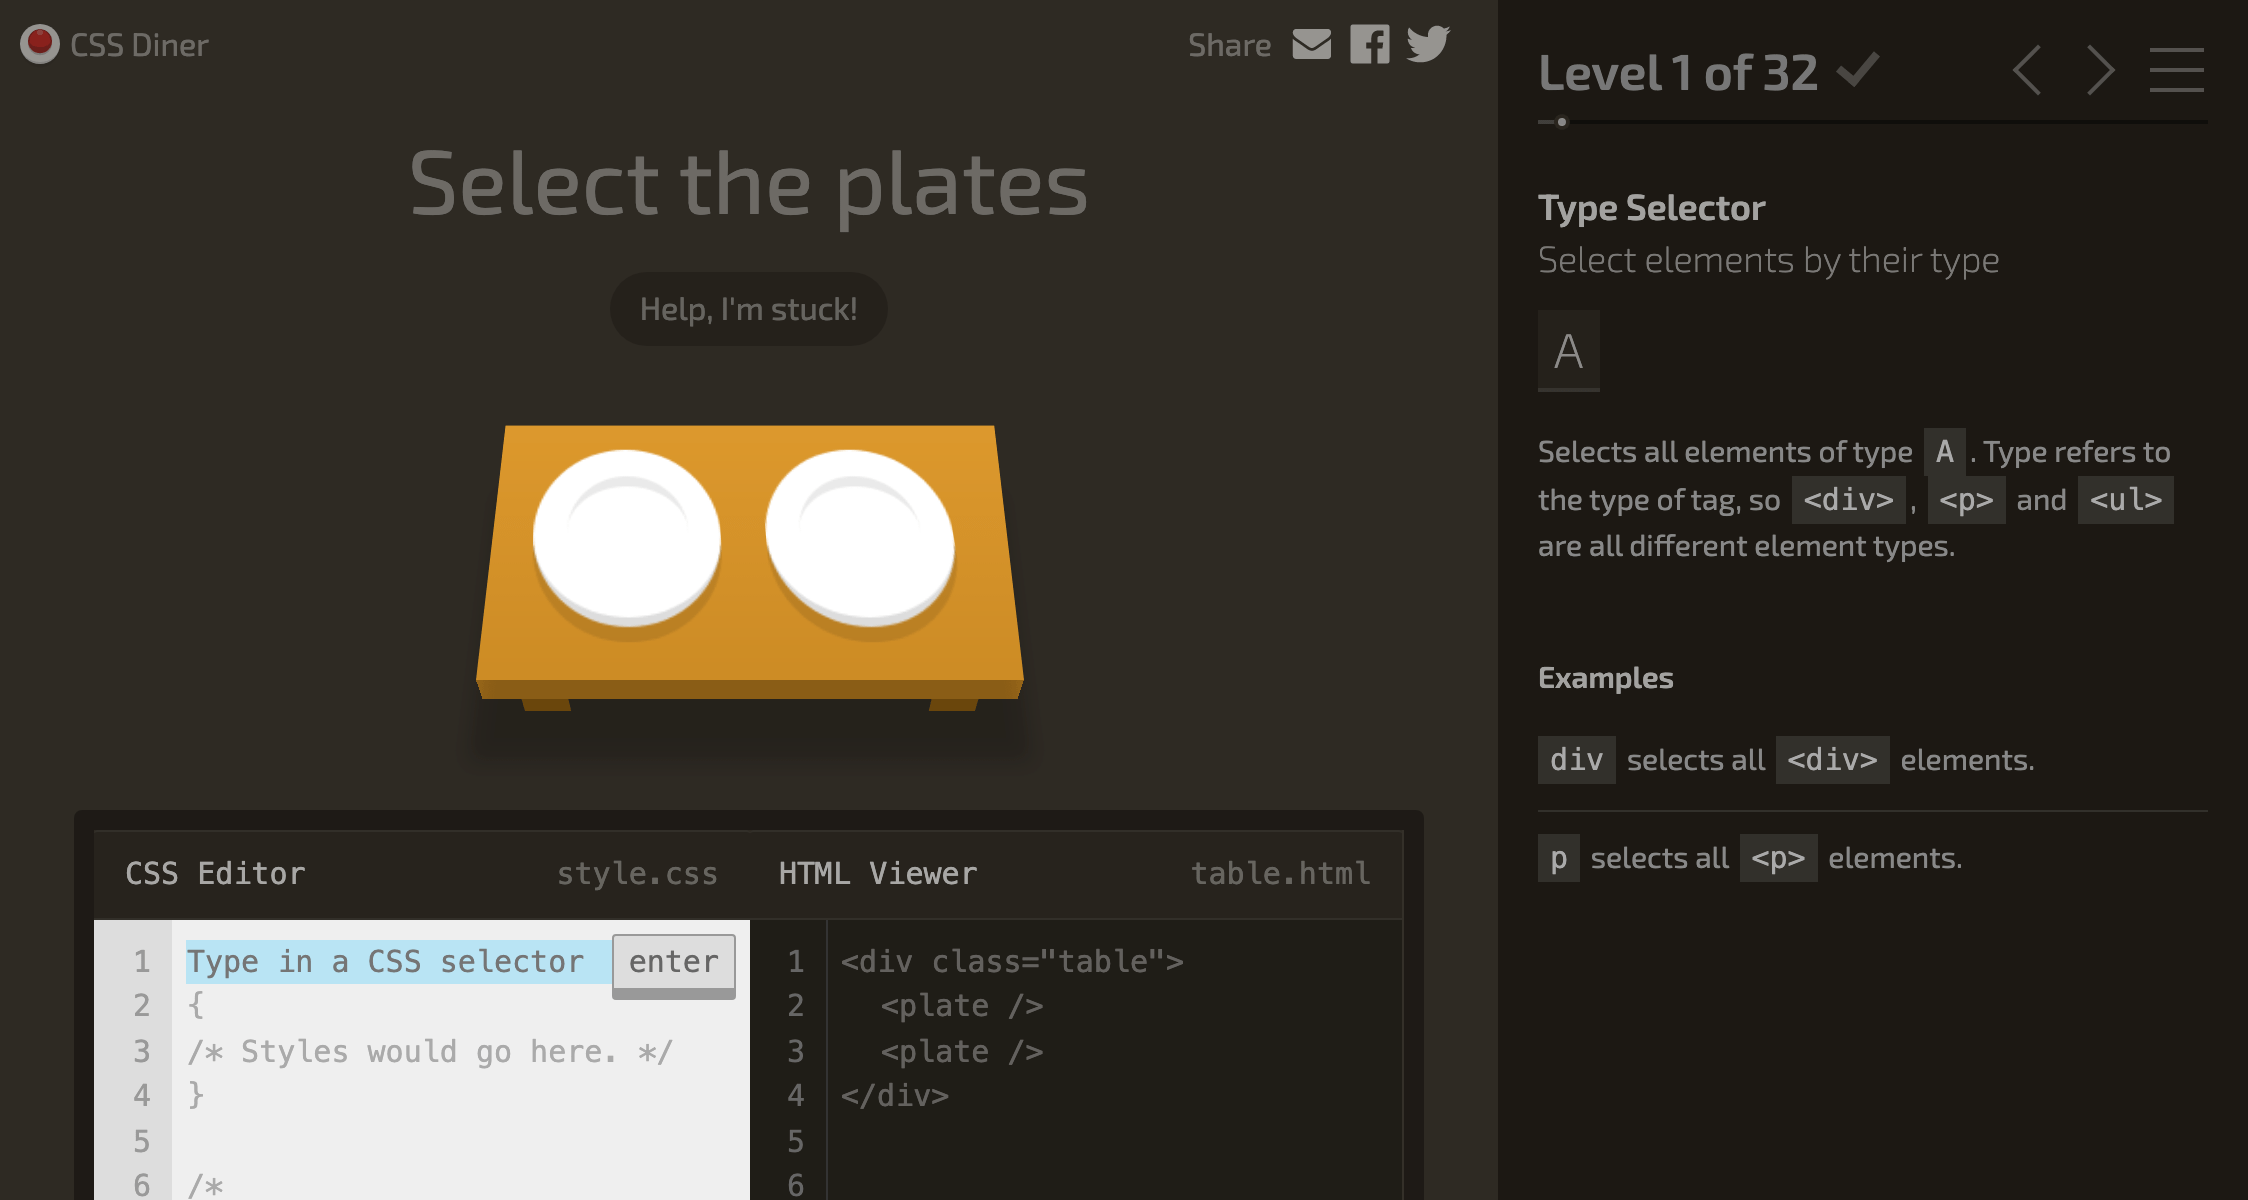 CSS Diner
Share
Select the plates
Help, I'm stuck!
CSS Editor style.css
1 Type in a CSS selector enter
2 {
3 /* Styles would go here. */
4 }
5
6 /*
HTML Viewer table.html
1 <div class="table">
2 <plate />
3 <plate />
4 </div>
5
6
Level 1 of 32
Type Selector
Select elements by their type
A
Selects all elements of type A . Type refers to
the type of tag, so <div> , <p> and <ul>
are all different element types.
Examples
div selects all <div> elements.
p selects all <p> elements.